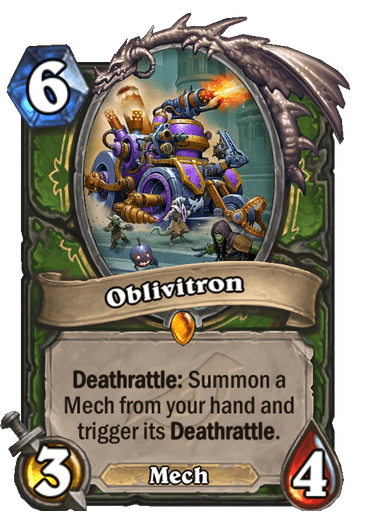 6
Oblivitron
Deathrattle: Summon a
Mech from your hand and
trigger its Deathrattle.
3
Mech
4